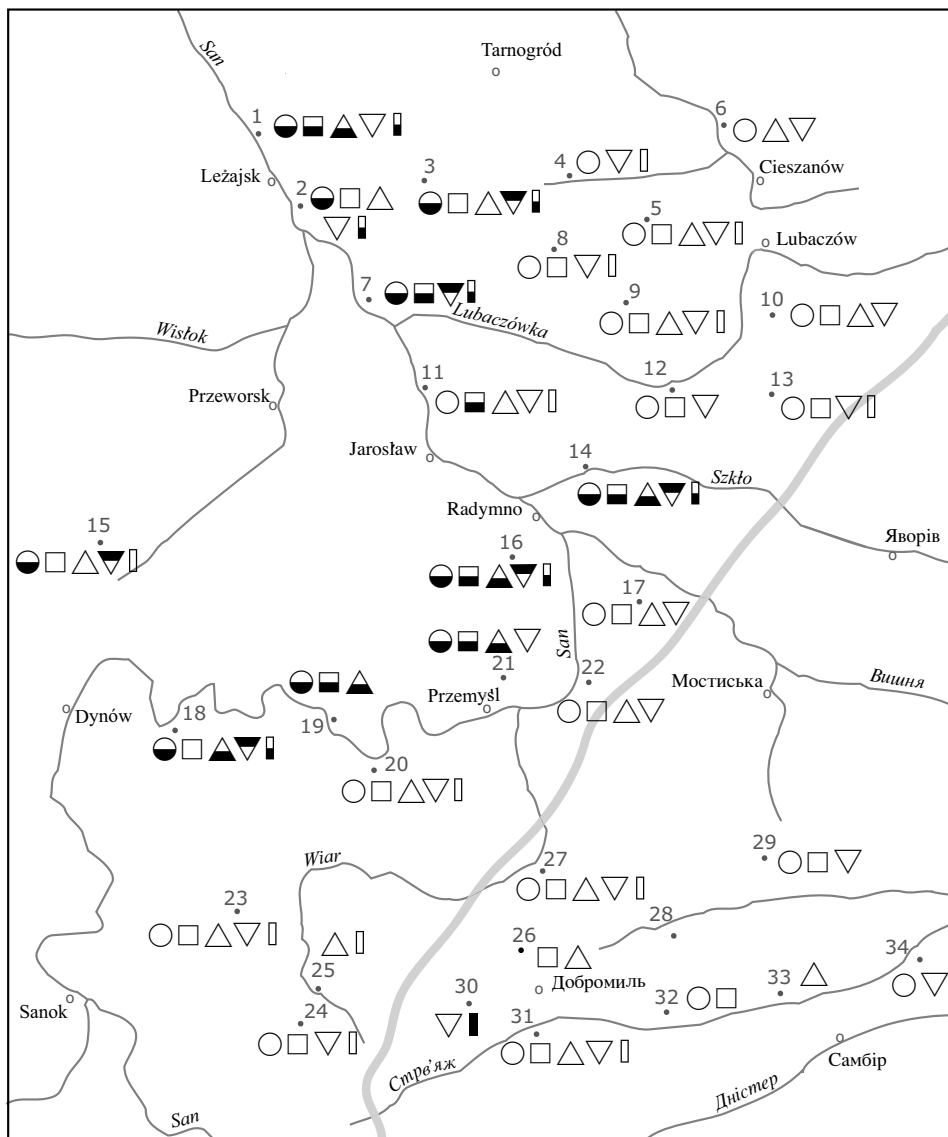 San
Tarnogród
1
6
3
4
Cieszanów
Leżajsk
2
5
8
Lubaczów
7
9
10
Lubaczówka
Wisłok
11
12
13
Przeworsk
Jarosław
14
Szkło
Radymno
15
Яворів
16
17
San
21
22
Przemyśl
Мостиська
Вишня
Dynów
18
19
20
Wiar
27
29
23
28
26
34
25
Добромиль
33
Sanok
30
32
24
31
Стрв'яж
Самбір
Дністер
San